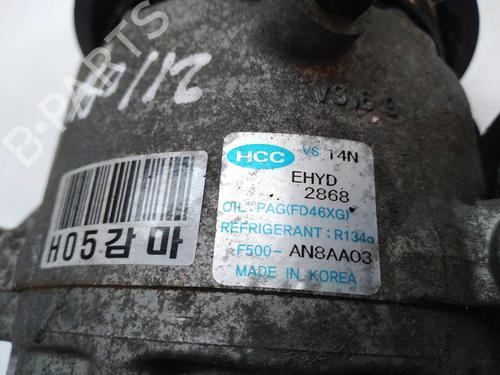 B-PARTS
VS16 E
HCC VS 14N
EHYD
2868
OIL : PAG(FD46XG)
REFRIGERANT : R134a
F500- AN8AA03
MADE IN KOREA
H05감마